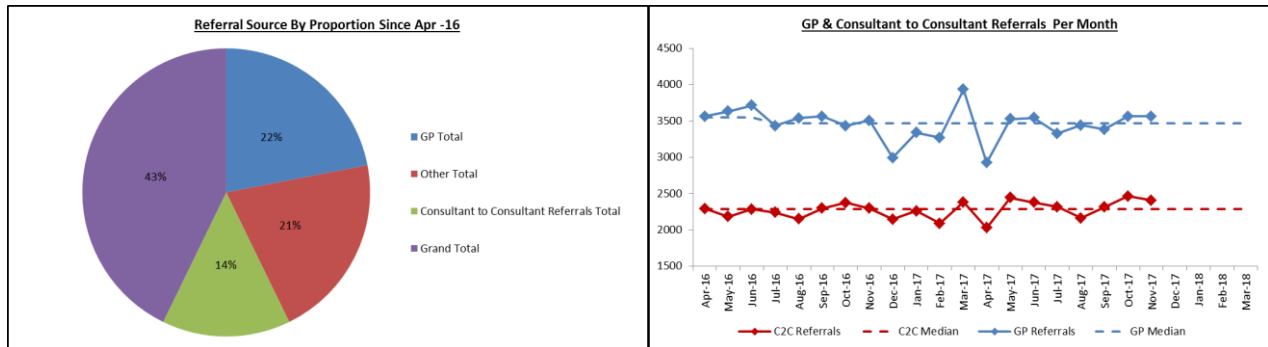 Referral Source By Proportion Since Apr -16
22%
21%
14%
43%
GP Total
Other Total
Consultant to Consultant Referrals Total
Grand Total
GP & Consultant to Consultant Referrals  Per Month
4500
4000
3500
3000
2500
2000
1500
Apr-16
May-16
Jun-16
Jul-16
Aug-16
Sep-16
Oct-16
Nov-16
Dec-16
Jan-17
Feb-17
Mar-17
Apr-17
May-17
Jun-17
Jul-17
Aug-17
Sep-17
Oct-17
Nov-17
Dec-17
Jan-18
Feb-18
Mar-18
C2C Referrals
C2C Median
GP Referrals
GP Median